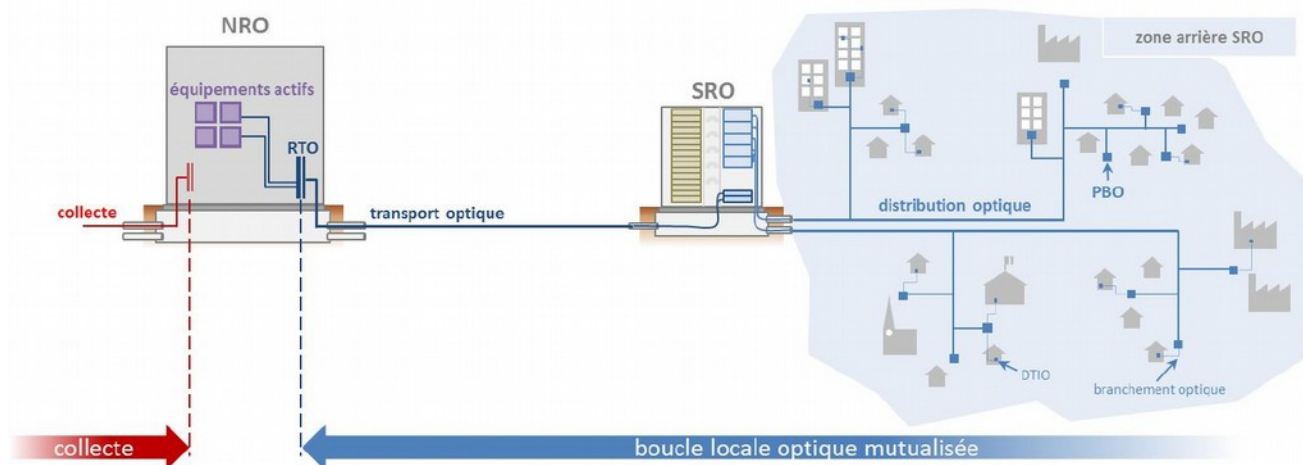 NRO
zone arrière SRO
équipements actifs
SRO
RTO
PBO
collecte
transport optique
distribution optique
DTIO
branchement optique
collecte
boucle locale optique mutualisée